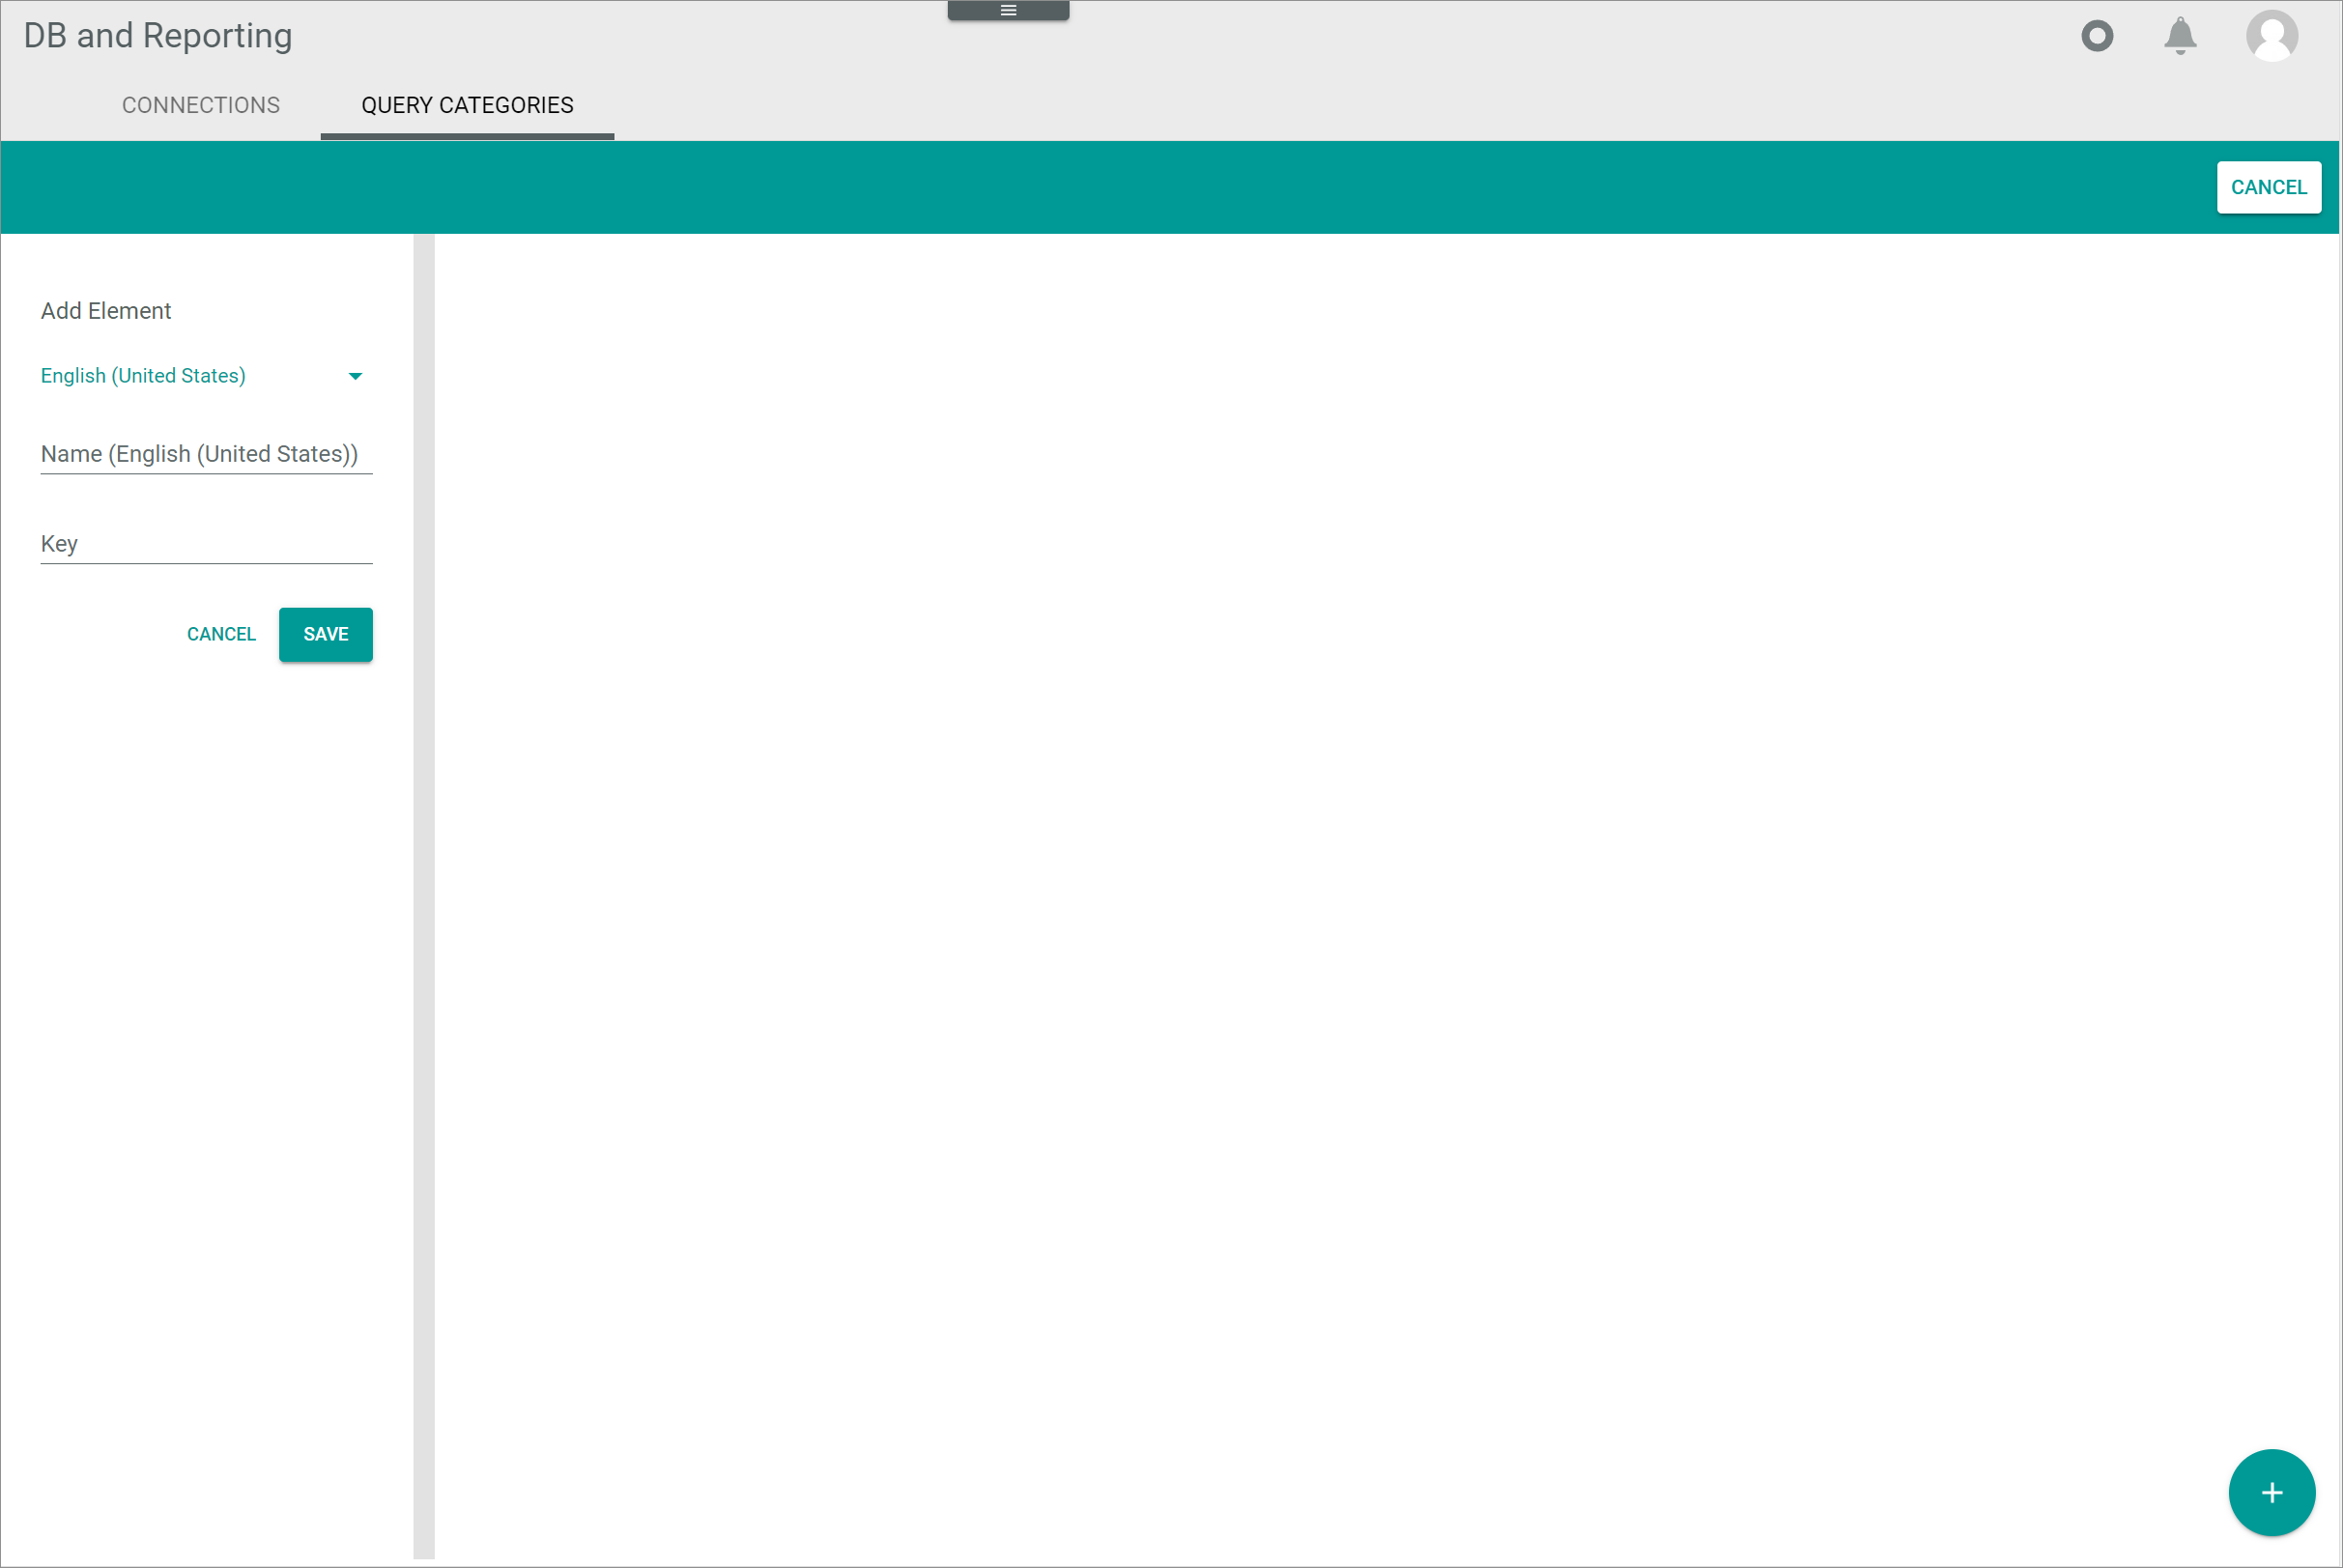 DB and Reporting
CONNECTIONS
QUERY CATEGORIES
CANCEL
Add Element
English (United States)
Name (English (United States))
Key
CANCEL
SAVE